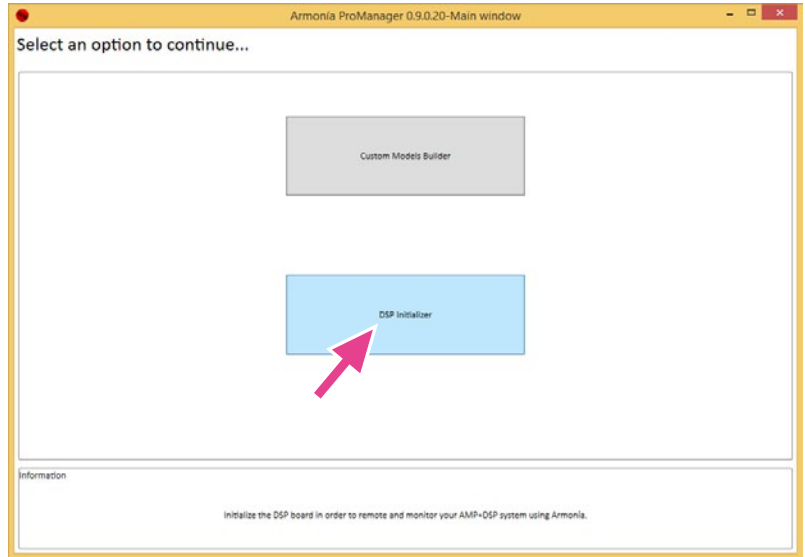 Armonía ProManager 0.9.0.20-Main window
Select an option to continue...
Custom Models Builder
DSP Initializer
Information
Initialize the DSP board in order to remote and monitor your AMP+DSP system using Armonía.